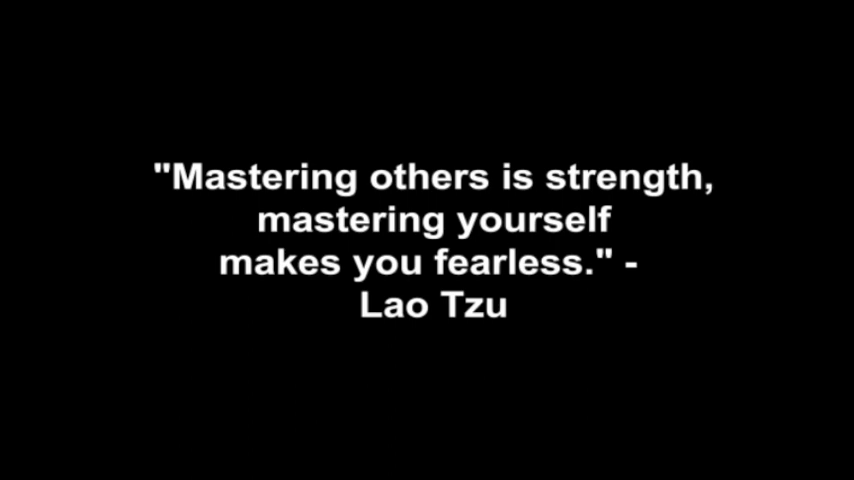 "Mastering others is strength,
mastering yourself
makes you fearless." -
Lao Tzu